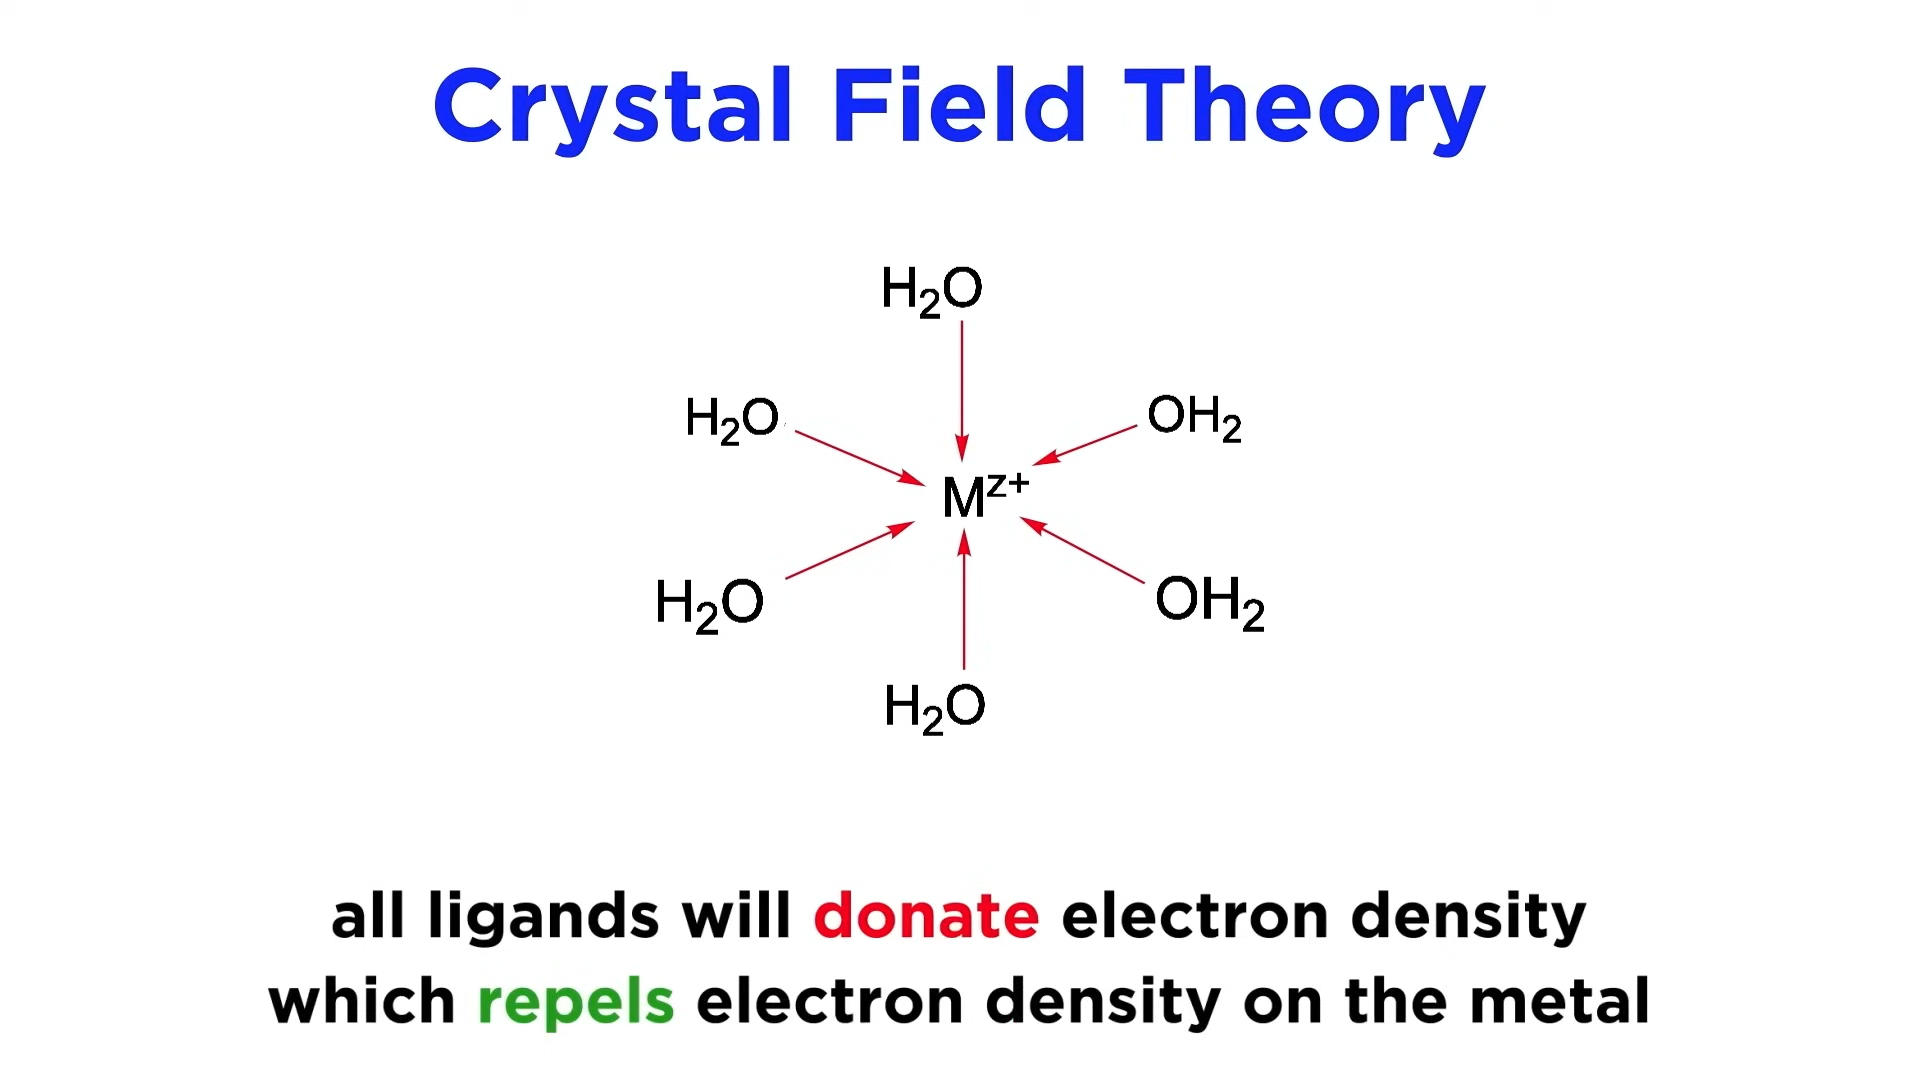 Crystal Field Theory
H₂O
H₂O
OH₂
Mᶻ⁺
H₂O
OH₂
H₂O
all ligands will donate electron density
which repels electron density on the metal